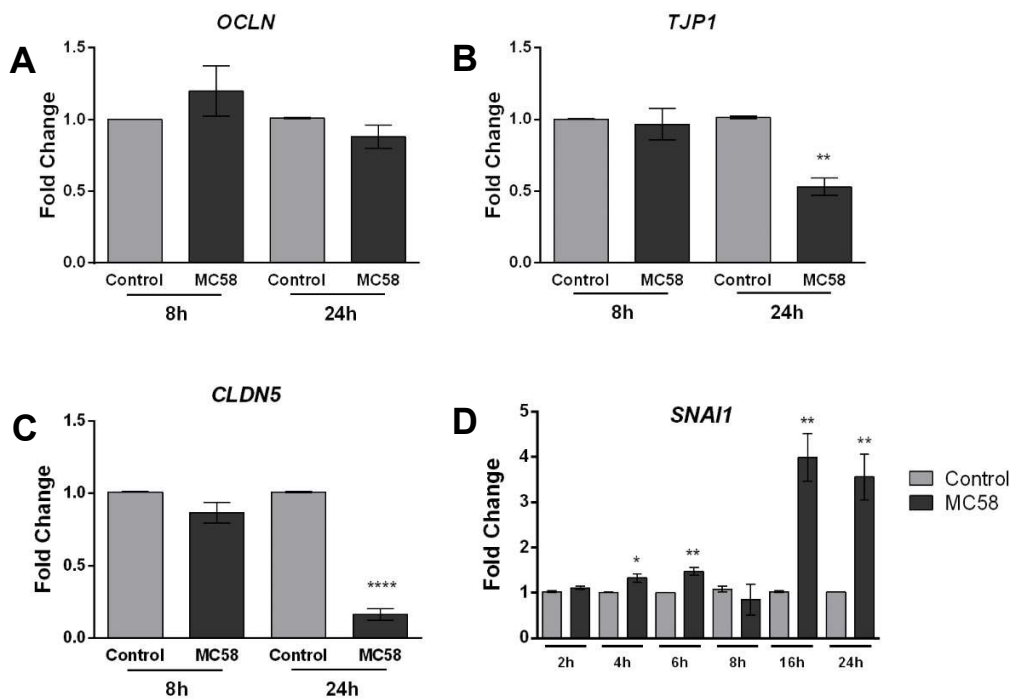 A
OCLN
Fold Change
1.5
1.0
0.5
0.0
Control MC58 Control MC58
8h 24h
B
TJP1
Fold Change
1.5
1.0
0.5
0.0
**
Control MC58 Control MC58
8h 24h
C
CLDN5
Fold Change
1.5
1.0
0.5
0.0
****
Control MC58 Control MC58
8h 24h
D
SNAI1
Fold Change
5
4
3
2
1
0
* ** ** **
2h 4h 6h 8h 16h 24h
Control
MC58